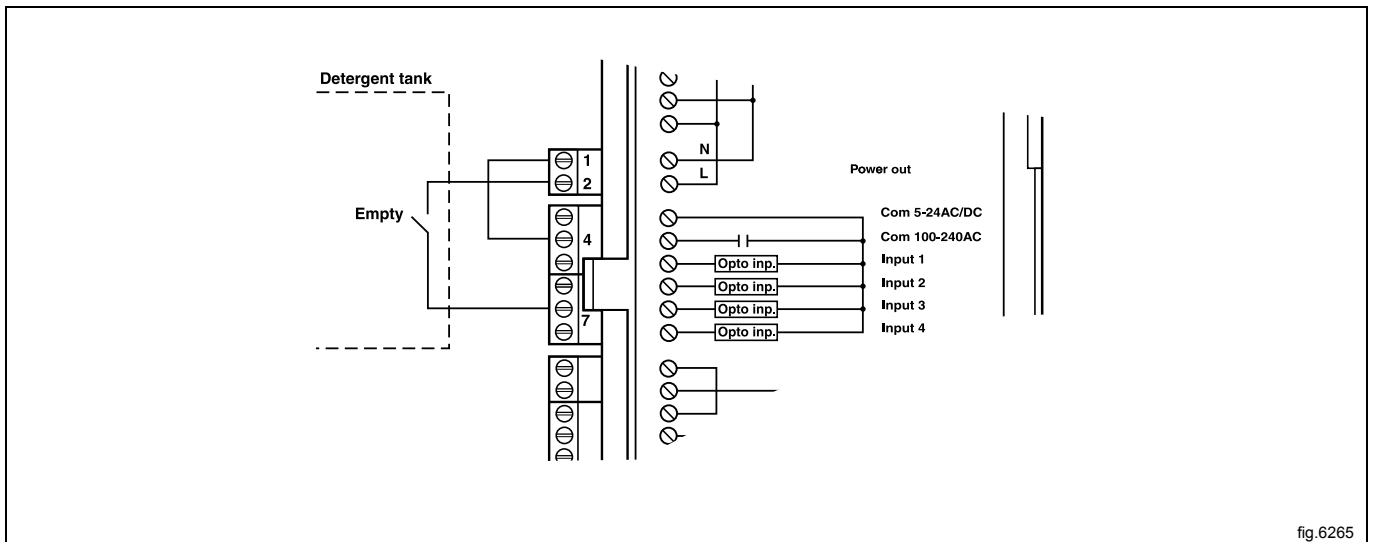 Detergent tank
1
2
Empty
4
7
N
L
Power out
Com 5-24AC/DC
Com 100-240AC
Opto inp. Input 1
Opto inp. Input 2
Opto inp. Input 3
Opto inp. Input 4
fig.6265